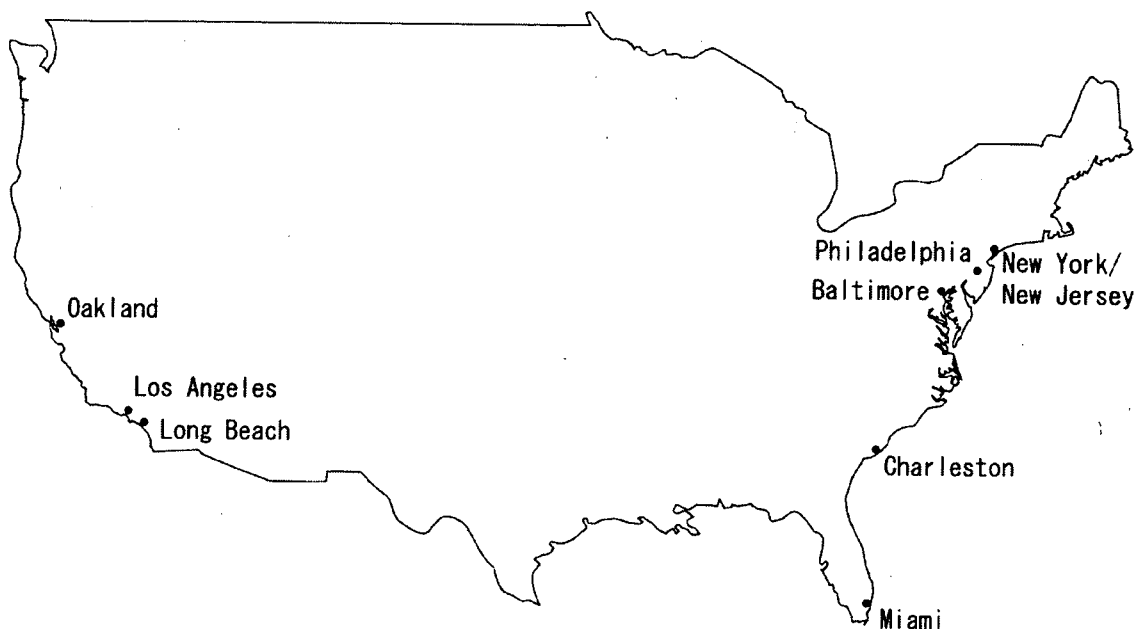 Philadelphia
New York/
New Jersey
Baltimore
Oakland
Los Angeles
Long Beach
Charleston
Miami